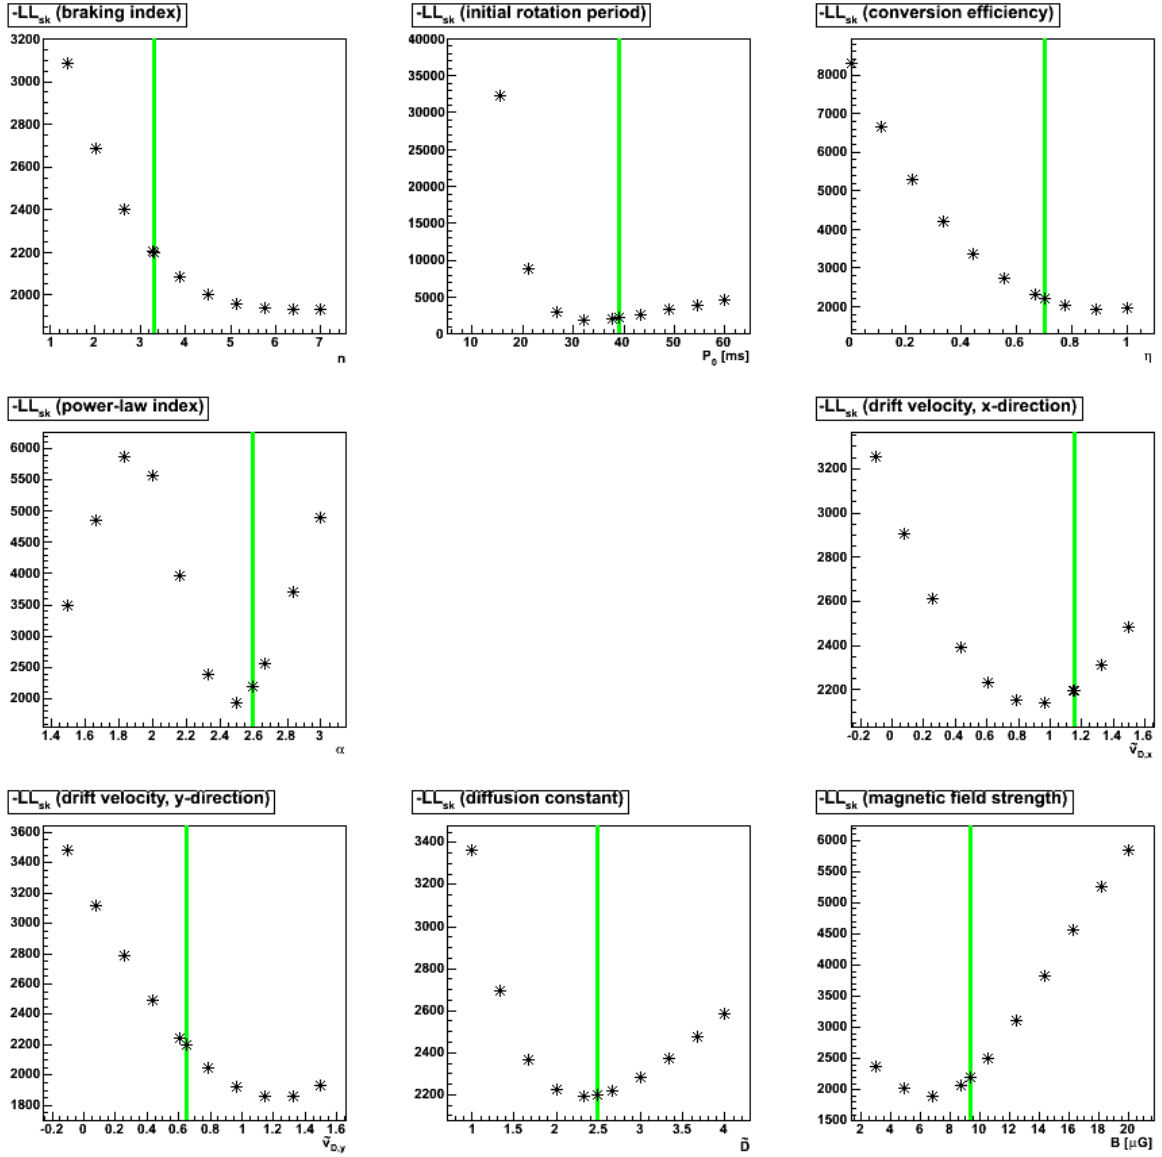 -LLsk (braking index)
3200
3000
2800
2600
2400
2200
2000
1 2 3 4 5 6 7
n
-LLsk (initial rotation period)
40000
35000
30000
25000
20000
15000
10000
5000
0
10 20 30 40 50 60
P0 [ms]
-LLsk (conversion efficiency)
8000
7000
6000
5000
4000
3000
2000
0 0.2 0.4 0.6 0.8 1
η
-LLsk (power-law index)
6000
5500
5000
4500
4000
3500
3000
2500
2000
1.4 1.6 1.8 2 2.2 2.4 2.6 2.8 3
α
-LLsk (drift velocity, x-direction)
3200
3000
2800
2600
2400
2200
-0.2 0 0.2 0.4 0.6 0.8 1 1.2 1.4 1.6
ṽD,x
-LLsk (drift velocity, y-direction)
3600
3400
3200
3000
2800
2600
2400
2200
2000
1800
-0.2 0 0.2 0.4 0.6 0.8 1 1.2 1.4 1.6
ṽD,y
-LLsk (diffusion constant)
3400
3200
3000
2800
2600
2400
2200
1 1.5 2 2.5 3 3.5 4
D̃
-LLsk (magnetic field strength)
6000
5500
5000
4500
4000
3500
3000
2500
2000
1500
2 4 6 8 10 12 14 16 18 20
B [μG]